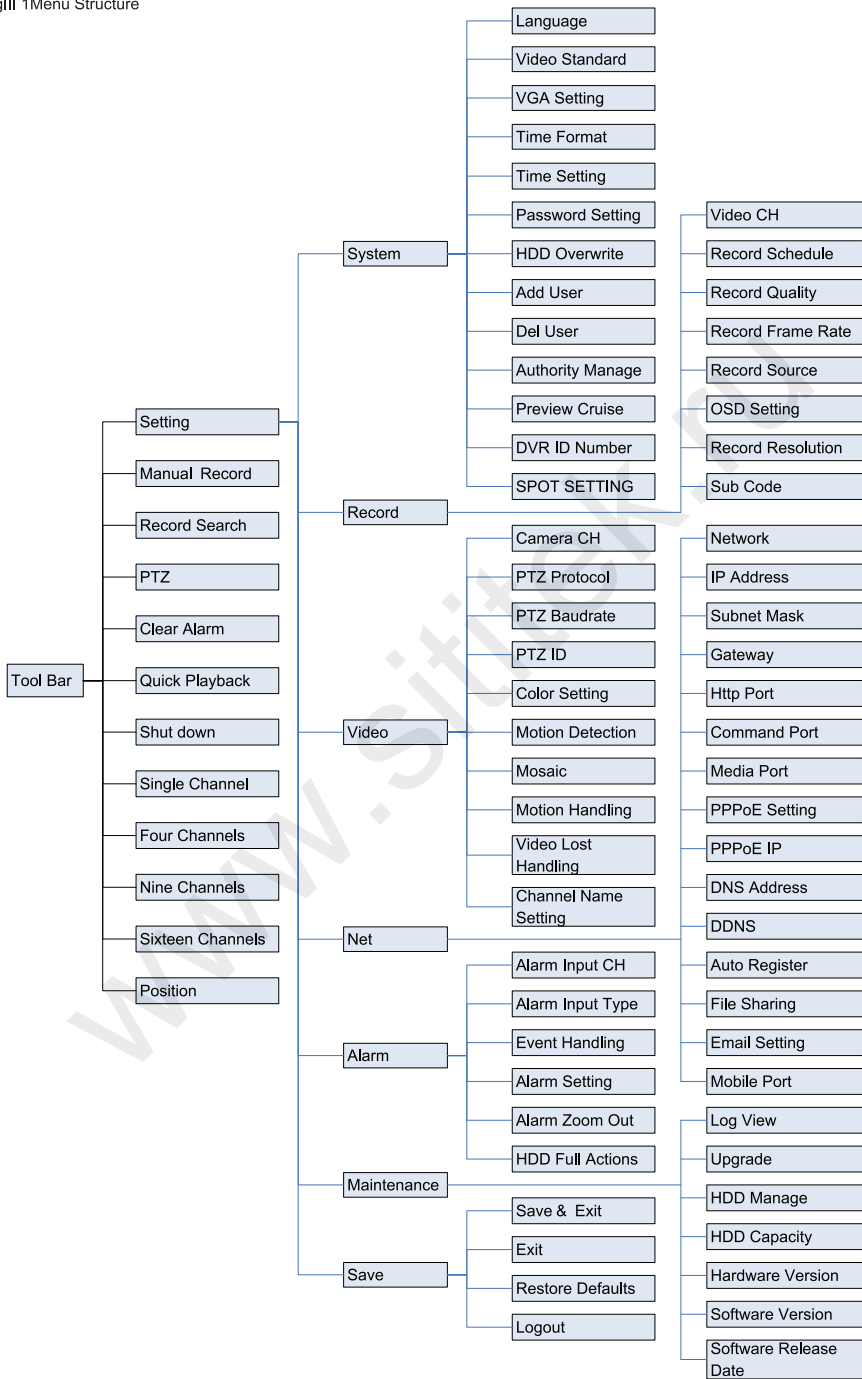 1Menu Structure
Tool Bar
Setting
Manual Record
Record Search
PTZ
Clear Alarm
Quick Playback
Shut down
Single Channel
Four Channels
Nine Channels
Sixteen Channels
Position
System
Record
Video
Net
Alarm
Maintenance
Save
Language
Video Standard
VGA Setting
Time Format
Time Setting
Password Setting
HDD Overwrite
Add User
Del User
Authority Manage
Preview Cruise
DVR ID Number
SPOT SETTING
Camera CH
PTZ Protocol
PTZ Baudrate
PTZ ID
Color Setting
Motion Detection
Mosaic
Motion Handling
Video Lost
Handling
Channel Name
Setting
Alarm Input CH
Alarm Input Type
Event Handling
Alarm Setting
Alarm Zoom Out
HDD Full Actions
Save & Exit
Exit
Restore Defaults
Logout
Video CH
Record Schedule
Record Quality
Record Frame Rate
Record Source
OSD Setting
Record Resolution
Sub Code
Network
IP Address
Subnet Mask
Gateway
Http Port
Command Port
Media Port
PPPoE Setting
PPPoE IP
DNS Address
DDNS
Auto Register
File Sharing
Email Setting
Mobile Port
Log View
Upgrade
HDD Manage
HDD Capacity
Hardware Version
Software Version
Software Release
Date
www.sititek.ru